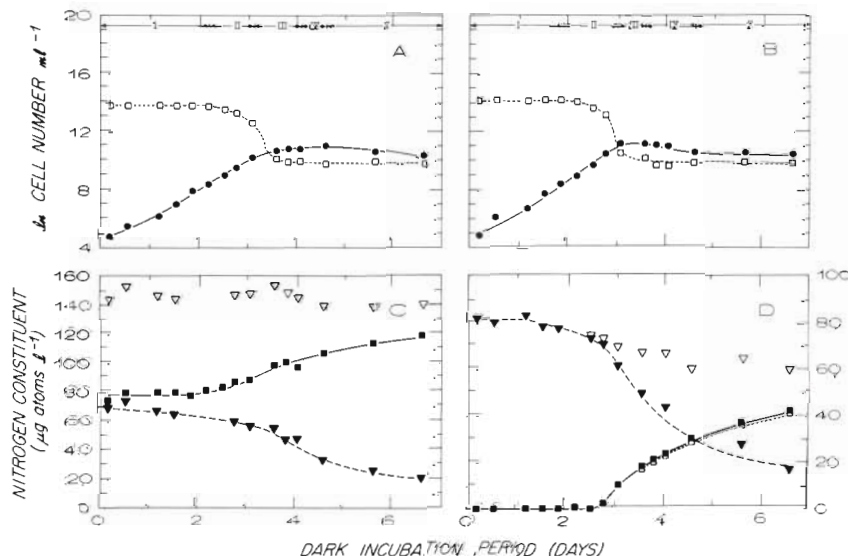 20
16
12
8
4
ln CELL NUMBER ml⁻¹
A
B
160
140
120
100
80
60
40
20
0
NITROGEN CONSTITUENT
(µg atoms l⁻¹)
C
D
100
80
60
40
20
0
0 2 4 6
0 2 4 6
DARK INCUBATION PERIOD (DAYS)